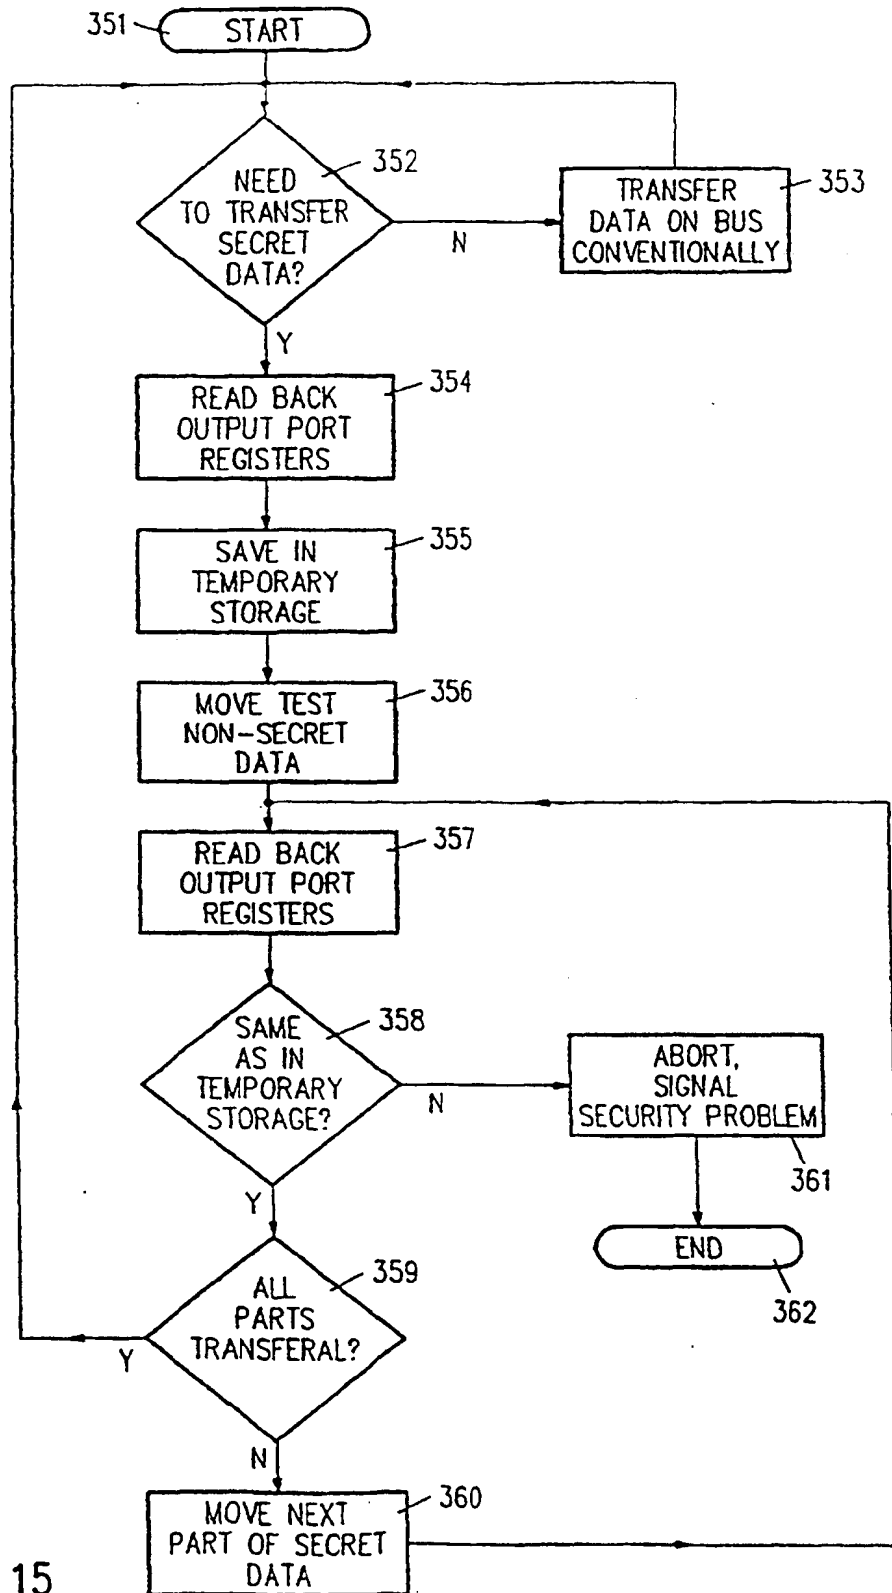 351
START
352
NEED
TO TRANSFER
SECRET
DATA?
N
Y
353
TRANSFER
DATA ON BUS
CONVENTIONALLY
354
READ BACK
OUTPUT PORT
REGISTERS
355
SAVE IN
TEMPORARY
STORAGE
356
MOVE TEST
NON-SECRET
DATA
357
READ BACK
OUTPUT PORT
REGISTERS
358
SAME
AS IN
TEMPORARY
STORAGE?
N
Y
ABORT,
SIGNAL
SECURITY PROBLEM
361
END
362
359
ALL
PARTS
TRANSFERAL?
Y
N
360
MOVE NEXT
PART OF SECRET
DATA
15